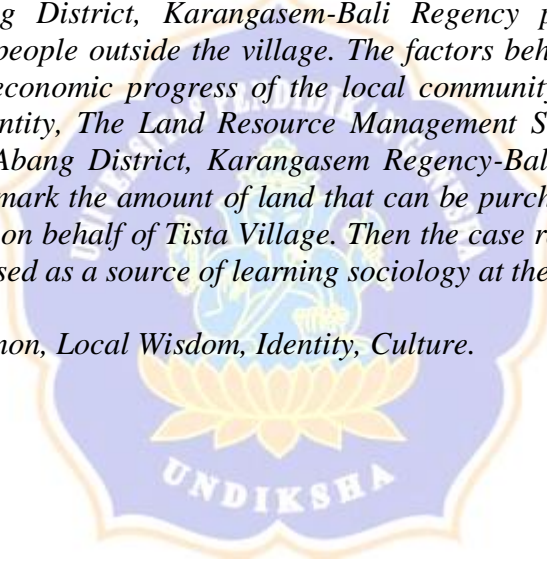 g District, Karangasem-Bali Regency p
people outside the village. The factors beh
economic progress of the local community
ntity, The Land Resource Management S
Abang District, Karangasem Regency-Bal
mark the amount of land that can be purch
on behalf of Tista Village. Then the case r
sed as a source of learning sociology at the
non, Local Wisdom, Identity, Culture.
UNIVERSITAS PENDIDIKAN GANESHA
UNDIKSHA